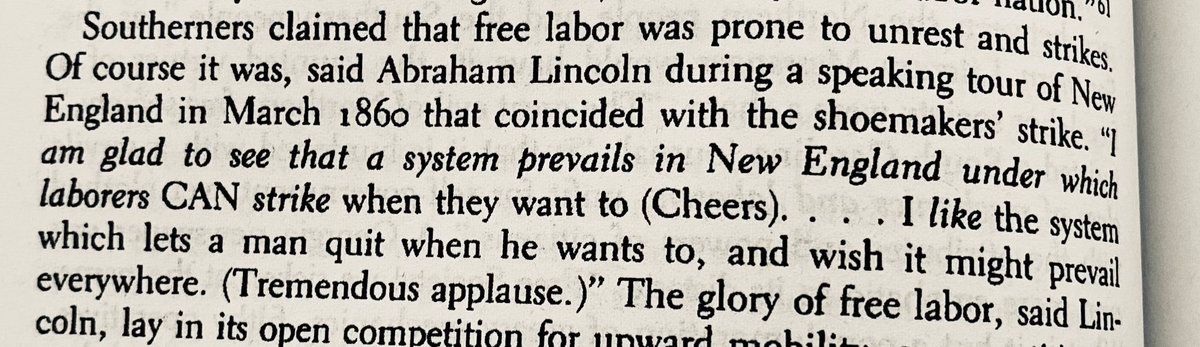 nation."61
Southerners claimed that free labor was prone to unrest and strikes.
Of course it was, said Abraham Lincoln during a speaking tour of New
England in March 1860 that coincided with the shoemakers' strike. "I
am glad to see that a system prevails in New England under which
laborers CAN strike when they want to (Cheers). . . . I like the system
which lets a man quit when he wants to, and wish it might prevail
everywhere. (Tremendous applause.)" The glory of free labor, said Lin-
coln, lay in its open competition for upward mobility